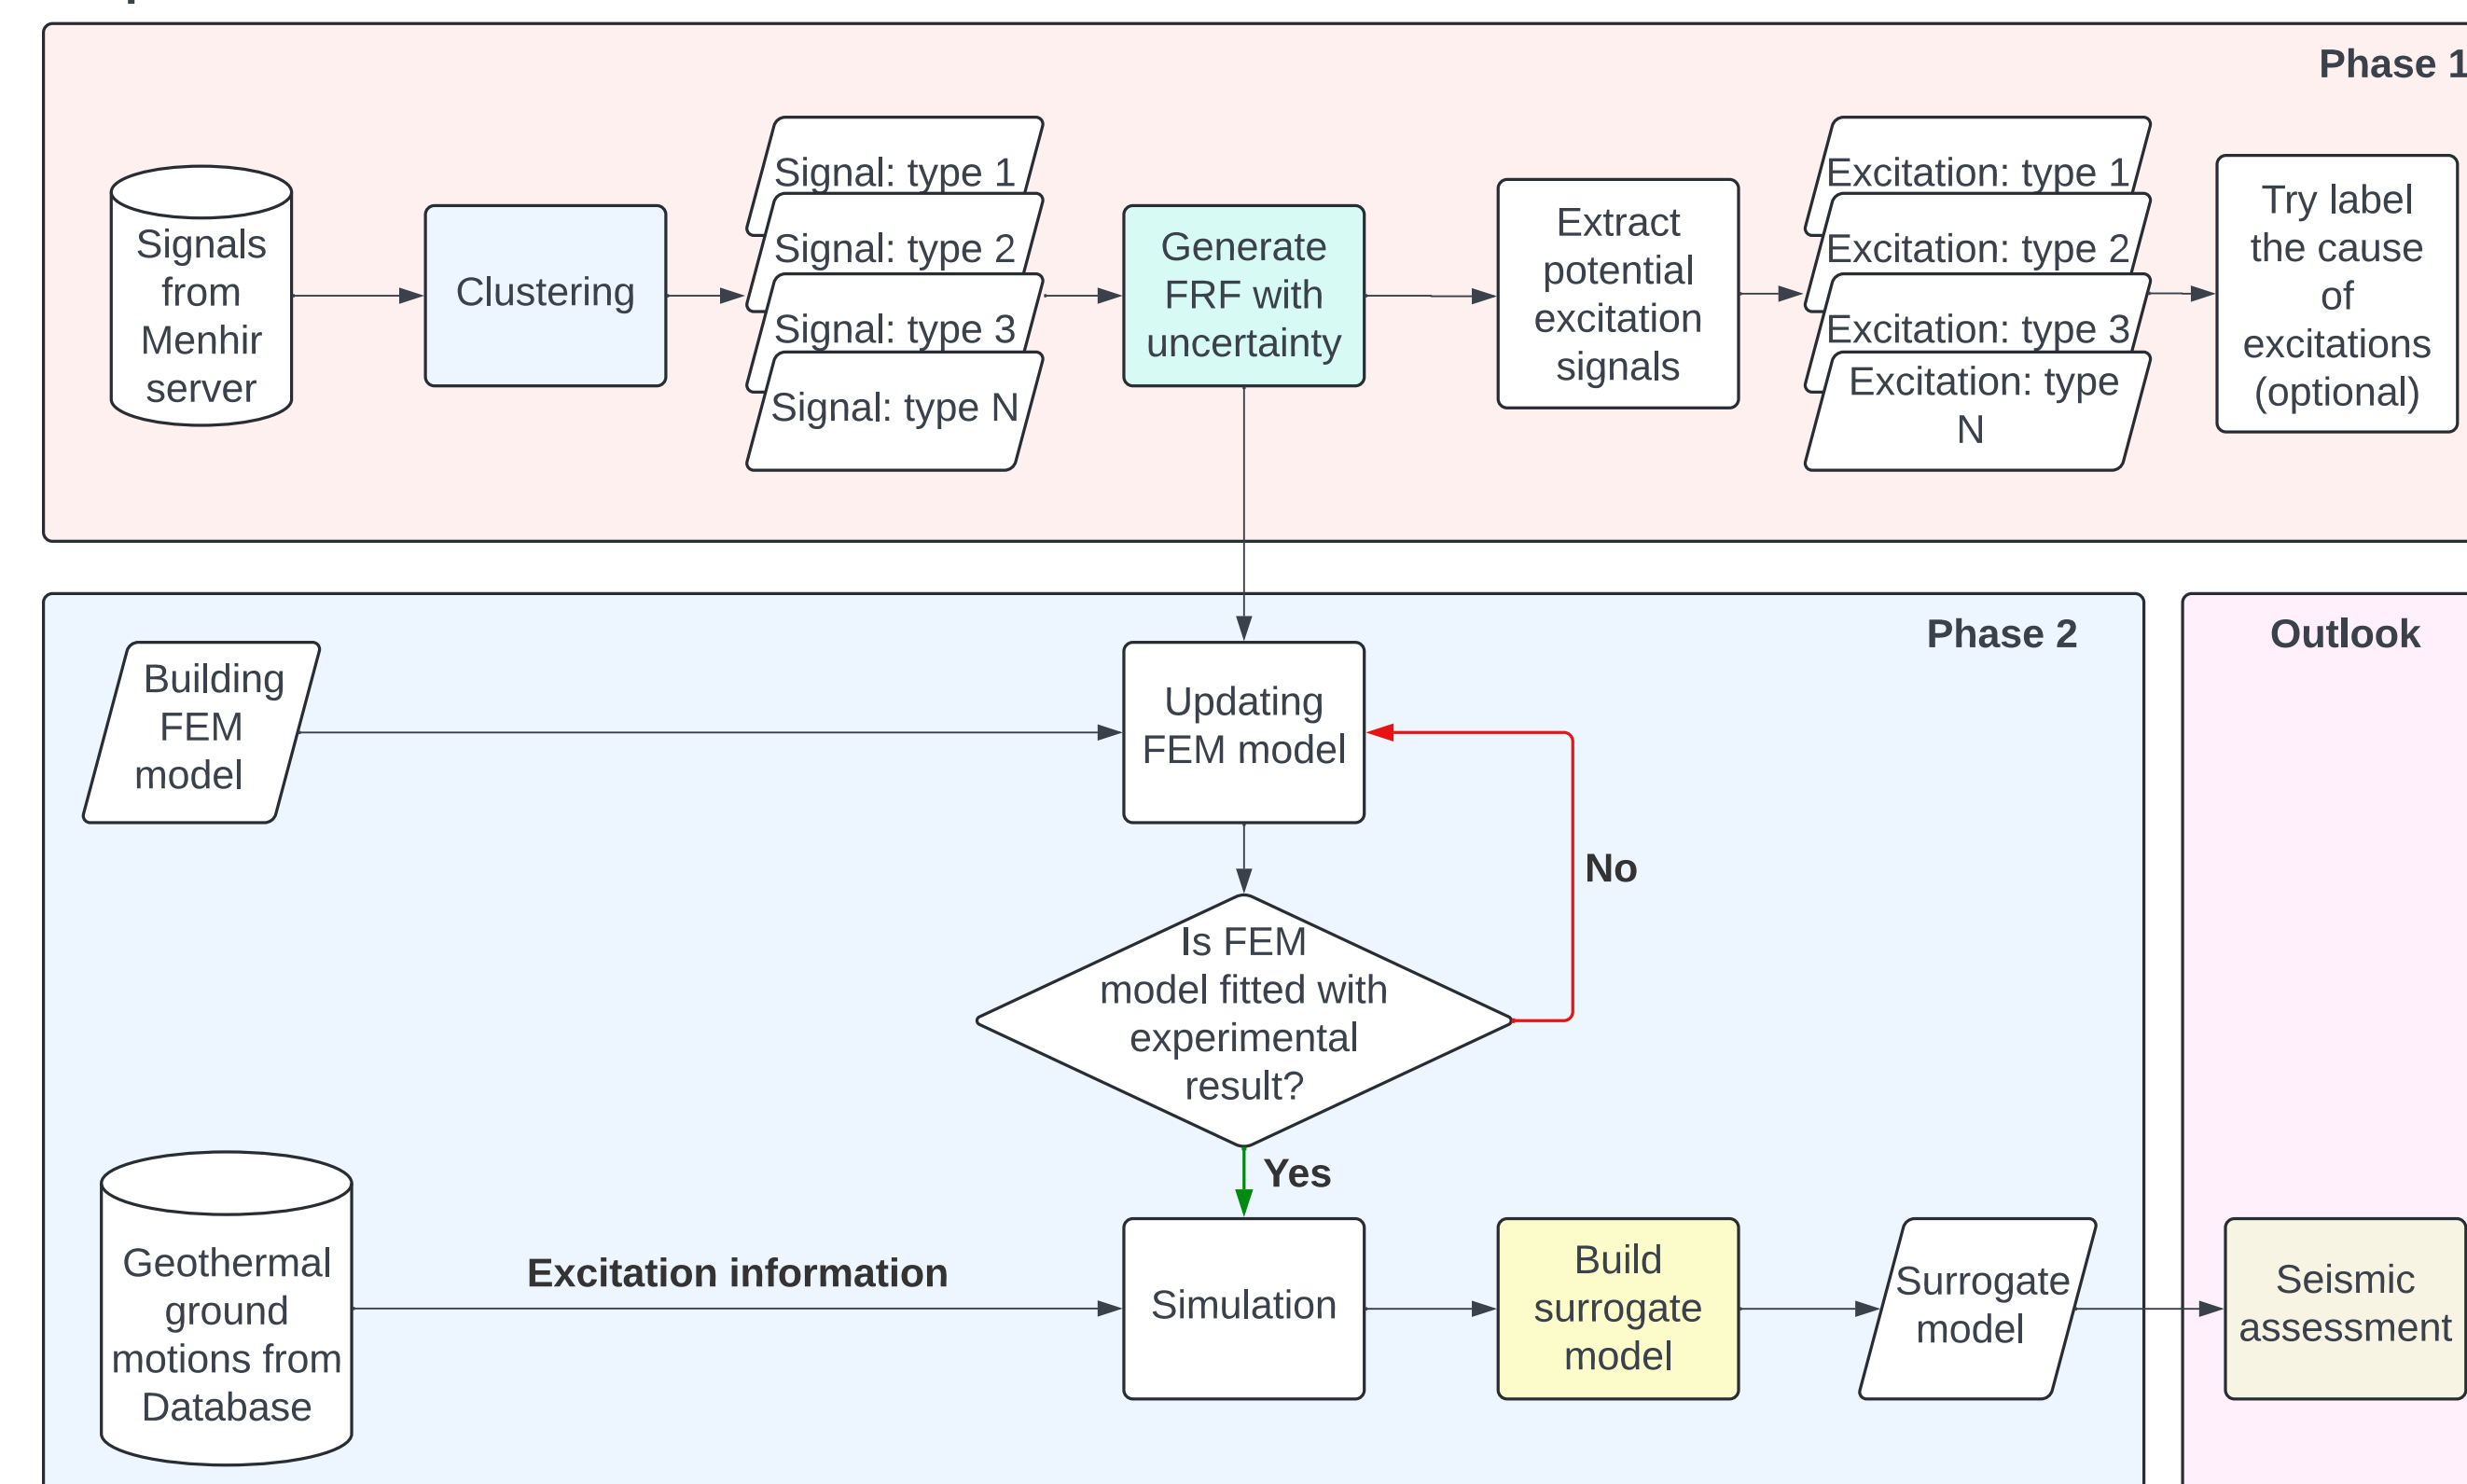 Phase 1
Signals
from
Menhir
server
Clustering
Signal: type 1
Signal: type 2
Signal: type 3
Signal: type N
Generate
FRF with
uncertainty
Extract
potential
excitation
signals
Excitation: type 1
Excitation: type 2
Excitation: type 3
Excitation: type
N
Try label
the cause
of
excitations
(optional)
Phase 2
Building
FEM
model
Updating
FEM model
No
Is FEM
model fitted with
experimental
result?
Yes
Geothermal
ground
motions from
Database
Excitation information
Simulation
Build
surrogate
model
Surrogate
model
Outlook
Seismic
assessment